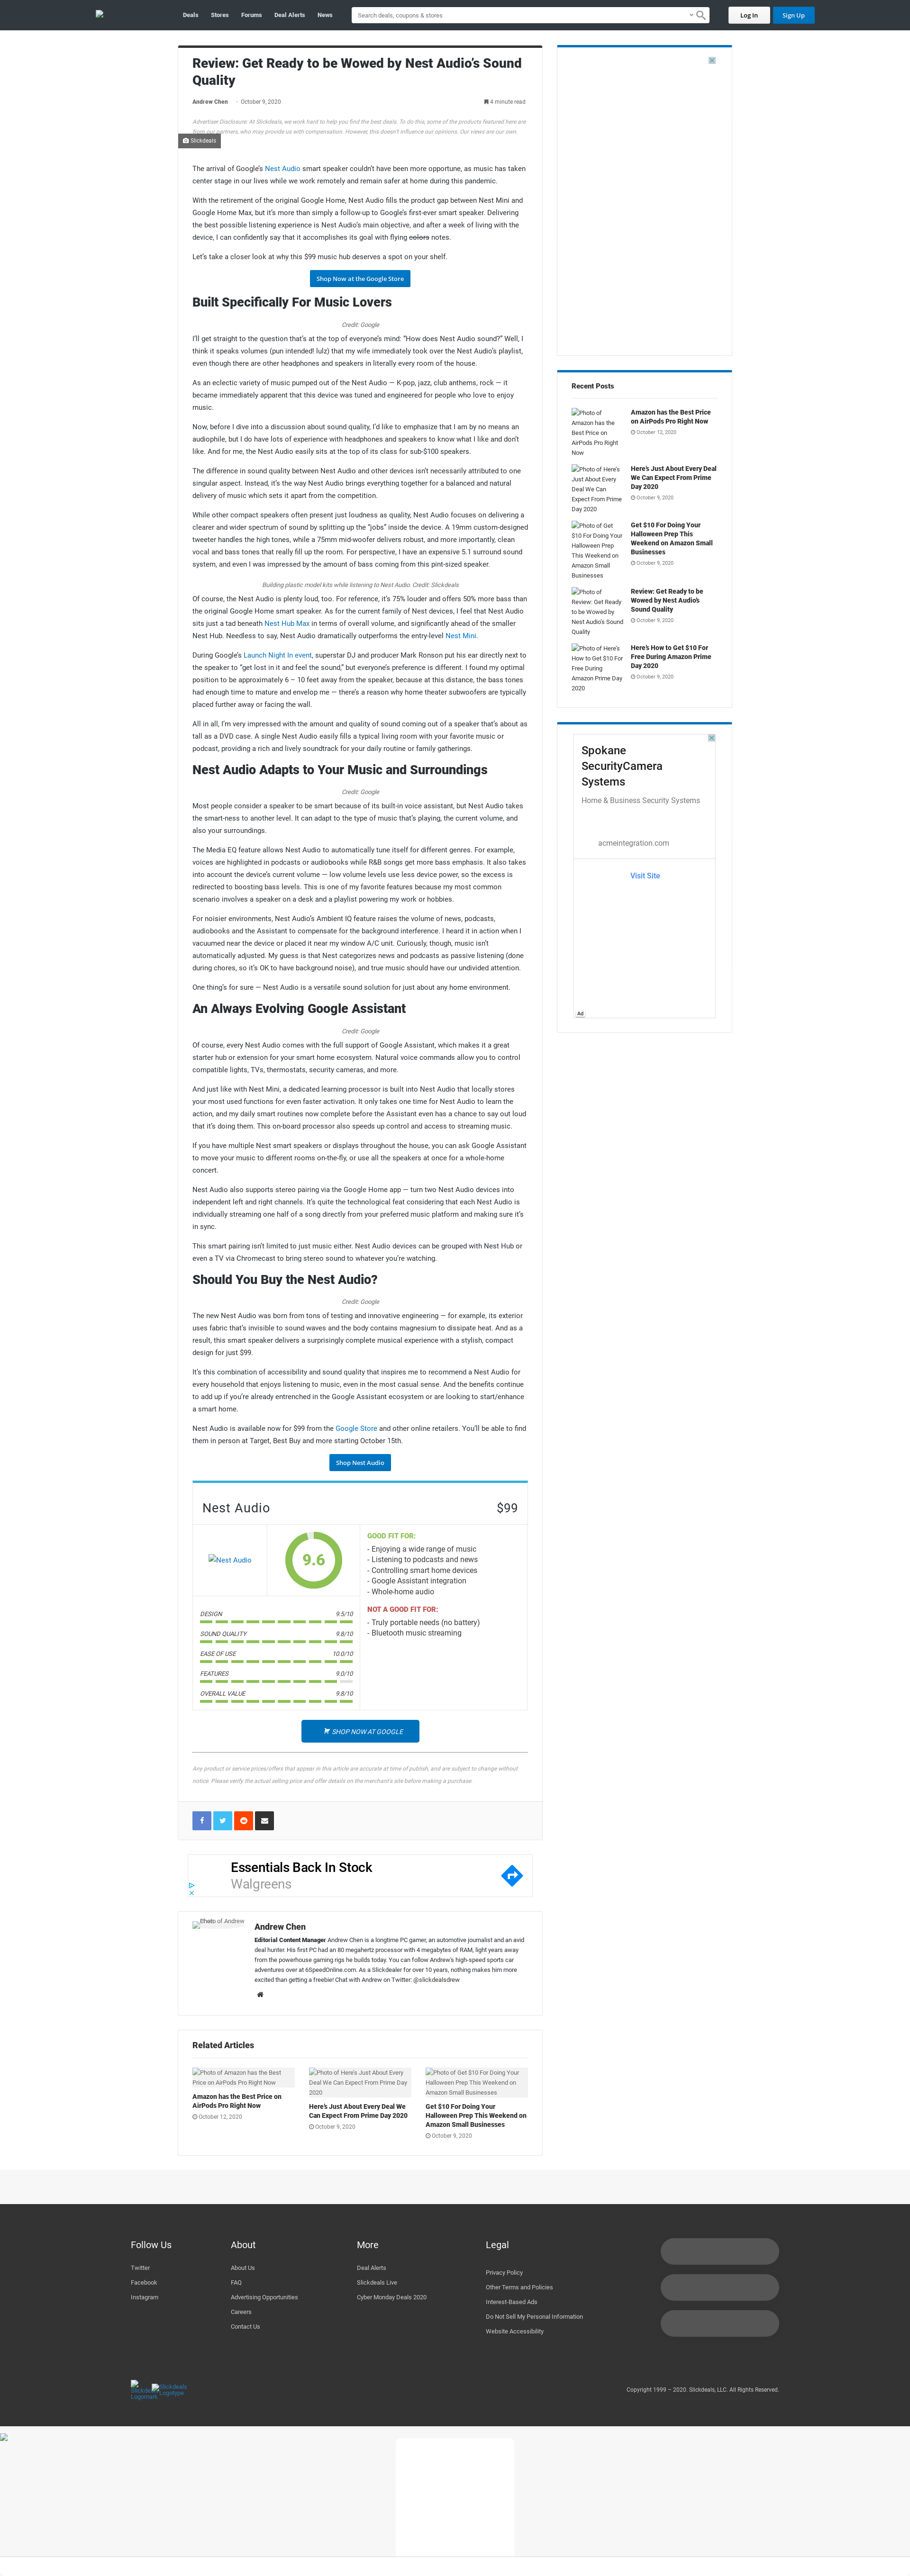 Deals Stores Forums Deal Alerts News Search deals, coupons & stores Log In Sign Up
Review: Get Ready to be Wowed by Nest Audio's Sound
Quality
Andrew Chen · October 9, 2020 4 minute read
Advertiser Disclosure: At Slickdeals, we work hard to help you find the best deals. To do this, some of the products featured here are
from our partners, who may provide us with compensation. However, this doesn't influence our opinions. Our views are our own.
Slickdeals
The arrival of Google's Nest Audio smart speaker couldn't have been more opportune, as music has taken
center stage in our lives while we work remotely and remain safer at home during this pandemic.
With the retirement of the original Google Home, Nest Audio fills the product gap between Nest Mini and
Google Home Max, but it's more than simply a follow-up to Google's first-ever smart speaker. Delivering
the best possible listening experience is Nest Audio's main objective, and after a week of living with the
device, I can confidently say that it accomplishes its goal with flying colors notes.
Let's take a closer look at why this $99 music hub deserves a spot on your shelf.
Shop Now at the Google Store
Built Specifically For Music Lovers
Credit: Google
I'll get straight to the question that's at the top of everyone's mind: "How does Nest Audio sound?" Well, I
think it speaks volumes (pun intended! lulz) that my wife immediately took over the Nest Audio's playlist,
even though there are other headphones and speakers in literally every room of the house.
As an eclectic variety of music pumped out of the Nest Audio — K-pop, jazz, club anthems, rock — it
became immediately apparent that this device was tuned and engineered for people who love to enjoy
music.
Now, before I dive into a discussion about sound quality, I'd like to emphasize that I am by no means an
audiophile, but I do have lots of experience with headphones and speakers to know what I like and don't
like. And for me, the Nest Audio easily sets at the top of its class for sub-$100 speakers.
The difference in sound quality between Nest Audio and other devices isn't necessarily attributed to one
single aspect. Instead, it's the way Nest Audio brings everything together for a balanced and natural
delivery of music which sets it apart from the competition.
While other compact speakers often present just loudness as quality, Nest Audio focuses on delivering a
clearer and wider spectrum of sound by splitting up the "jobs" inside the device. A 19mm custom-designed
tweeter handles the high tones, while a 75mm mid-woofer delivers robust, and more importantly, clean
vocal and bass tones that really fill up the room. For perspective, I have an expensive 5.1 surround sound
system, and even I was impressed by the amount of bass coming from this pint-sized speaker.
Building plastic model kits while listening to Nest Audio. Credit: Slickdeals
Of course, the Nest Audio is plenty loud, too. For reference, it's 75% louder and offers 50% more bass than
the original Google Home smart speaker. As for the current family of Nest devices, I feel that Nest Audio
sits just a tad beneath Nest Hub Max in terms of overall volume, and significantly ahead of the smaller
Nest Hub. Needless to say, Nest Audio dramatically outperforms the entry-level Nest Mini.
During Google's Launch Night In event, superstar DJ and producer Mark Ronson put his ear directly next to
the speaker to "get lost in it and feel the sound," but everyone's preference is different. I found my optimal
position to be approximately 6 – 10 feet away from the speaker, because at this distance, the bass tones
had enough time to mature and envelop me — there's a reason why home theater subwoofers are typically
placed further away or facing the wall.
All in all, I'm very impressed with the amount and quality of sound coming out of a speaker that's about as
tall as a DVD case. A single Nest Audio easily fills a typical living room with your favorite music or
podcast, providing a rich and lively soundtrack for your daily routine or family gatherings.
Nest Audio Adapts to Your Music and Surroundings
Credit: Google
Most people consider a speaker to be smart because of its built-in voice assistant, but Nest Audio takes
the smart-ness to another level. It can adapt to the type of music that's playing, the current volume, and
also your surroundings.
The Media EQ feature allows Nest Audio to automatically tune itself for different genres. For example,
voices are highlighted in podcasts or audiobooks while R&B songs get more bass emphasis. It also takes
into account the device's current volume — low volume levels use less device power, so the excess is
redirected to boosting bass levels. This is one of my favorite features because my most common
scenario involves a speaker on a desk and a playlist powering my work or hobbies.
For noisier environments, Nest Audio's Ambient IQ feature raises the volume of news, podcasts,
audiobooks and the Assistant to compensate for the background interference. I heard it in action when I
vacuumed near the device or placed it near my window A/C unit. Curiously, though, music isn't
automatically adjusted. My guess is that Nest categorizes news and podcasts as passive listening (done
during chores, so it's OK to have background noise), and true music should have our undivided attention.
One thing's for sure — Nest Audio is a versatile sound solution for just about any home environment.
An Always Evolving Google Assistant
Credit: Google
Of course, every Nest Audio comes with the full support of Google Assistant, which makes it a great
starter hub or extension for your smart home ecosystem. Natural voice commands allow you to control
compatible lights, TVs, thermostats, security cameras, and more.
And just like with Nest Mini, a dedicated learning processor is built into Nest Audio that locally stores
your most used functions for even faster activation. It only takes one time for Nest Audio to learn the
action, and my daily smart routines now complete before the Assistant even has a chance to say out loud
that it's doing them. This on-board processor also speeds up control and access to streaming music.
If you have multiple Nest smart speakers or displays throughout the house, you can ask Google Assistant
to move your music to different rooms on-the-fly, or use all the speakers at once for a whole-home
concert.
Nest Audio also supports stereo pairing via the Google Home app — turn two Nest Audio devices into
independent left and right channels. It's quite the technological feat considering that each Nest Audio is
individually streaming one half of a song directly from your preferred music platform and making sure it's
in sync.
This smart pairing isn't limited to just music either. Nest Audio devices can be grouped with Nest Hub or
even a TV via Chromecast to bring stereo sound to whatever you're watching.
Should You Buy the Nest Audio?
Credit: Google
The new Nest Audio was born from tons of testing and innovative engineering — for example, its exterior
uses fabric that's invisible to sound waves and the body contains magnesium to dissipate heat. And as a
result, this smart speaker delivers a surprisingly complete musical experience with a stylish, compact
design for just $99.
It's this combination of accessibility and sound quality that inspires me to recommend a Nest Audio for
every household that enjoys listening to music, even in the most casual sense. And the benefits continue
to add up if you're already entrenched in the Google Assistant ecosystem or are looking to start/enhance
a smart home.
Nest Audio is available now for $99 from the Google Store and other online retailers. You'll be able to find
them in person at Target, Best Buy and more starting October 15th.
Shop Nest Audio
Nest Audio $99
Nest Audio
9.6
DESIGN 9.5/10
SOUND QUALITY 9.8/10
EASE OF USE 10.0/10
FEATURES 9.0/10
OVERALL VALUE 9.8/10
GOOD FIT FOR:
- Enjoying a wide range of music
- Listening to podcasts and news
- Controlling smart home devices
- Google Assistant integration
- Whole-home audio
NOT A GOOD FIT FOR:
- Truly portable needs (no battery)
- Bluetooth music streaming
SHOP NOW AT GOOGLE
Any product or service prices/offers that appear in this article are accurate at time of publish, and are subject to change without
notice. Please verify the actual selling price and offer details on the merchant's site before making a purchase.
Essentials Back In Stock
Walgreens
Photo of Andrew
Andrew Chen
Editorial Content Manager Andrew Chen is a longtime PC gamer, an automotive journalist and an avid
deal hunter. His first PC had an 80 megahertz processor with 4 megabytes of RAM, light years away
from the powerhouse gaming rigs he builds today. You can follow Andrew's high-speed sports car
adventures over at 6SpeedOnline.com. As a Slickdealer for over 10 years, nothing makes him more
excited than getting a freebie! Chat with Andrew on Twitter: @slickdealsdrew
Related Articles
Photo of Amazon has the Best
Price on AirPods Pro Right Now
Amazon has the Best Price on
AirPods Pro Right Now
October 12, 2020
Photo of Here's Just About Every
Deal We Can Expect From Prime Day
2020
Here's Just About Every Deal We
Can Expect From Prime Day 2020
October 9, 2020
Photo of Get $10 For Doing Your
Halloween Prep This Weekend on
Amazon Small Businesses
Get $10 For Doing Your
Halloween Prep This Weekend on
Amazon Small Businesses
October 9, 2020
Recent Posts
Photo of
Amazon has the
Best Price on
AirPods Pro Right
Now
Amazon has the Best Price
on AirPods Pro Right Now
October 12, 2020
Photo of Here's
Just About Every
Deal We Can
Expect From Prime
Day 2020
Here's Just About Every Deal
We Can Expect From Prime
Day 2020
October 9, 2020
Photo of Get
$10 For Doing Your
Halloween Prep
This Weekend on
Amazon Small
Businesses
Get $10 For Doing Your
Halloween Prep This
Weekend on Amazon Small
Businesses
October 9, 2020
Photo of
Review: Get Ready
to be Wowed by
Nest Audio's Sound
Quality
Review: Get Ready to be
Wowed by Nest Audio's
Sound Quality
October 9, 2020
Photo of Here's
How to Get $10 For
Free During
Amazon Prime Day
2020
Here's How to Get $10 For
Free During Amazon Prime
Day 2020
October 9, 2020
Spokane
SecurityCamera
Systems
Home & Business Security Systems
acmeintegration.com
Visit Site
Ad
Follow Us
Twitter
Facebook
Instagram
About
About Us
FAQ
Advertising Opportunities
Careers
Contact Us
More
Deal Alerts
Slickdeals Live
Cyber Monday Deals 2020
Legal
Privacy Policy
Other Terms and Policies
Interest-Based Ads
Do Not Sell My Personal Information
Website Accessibility
Slickdeals
Logomark
Slickdeals
Logotype
Copyright 1999 – 2020. Slickdeals, LLC. All Rights Reserved.